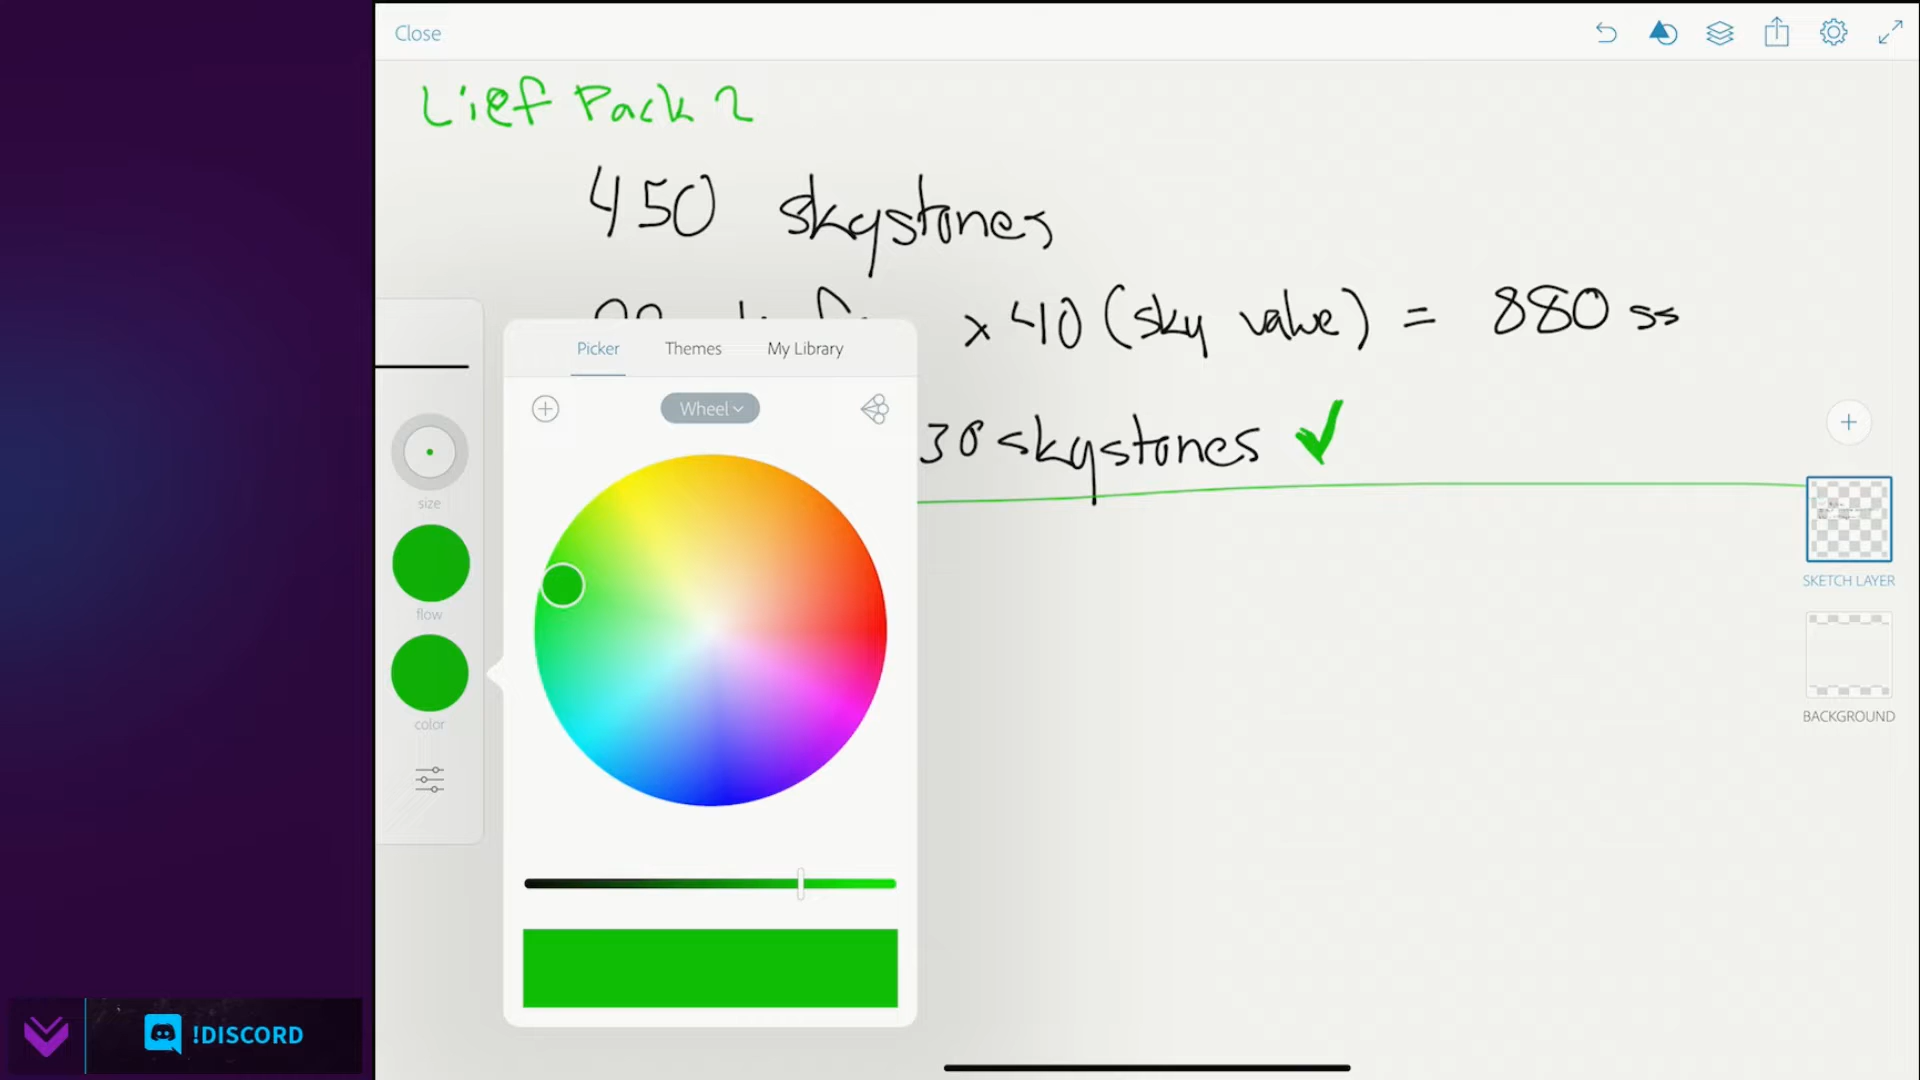 Close
Lief Pack 2
450 skystones
x 40 (sky value) = 880 ss
30 skystones ✓
Picker Themes My Library
Wheel
size
flow
color
SKETCH LAYER
BACKGROUND
!DISCORD